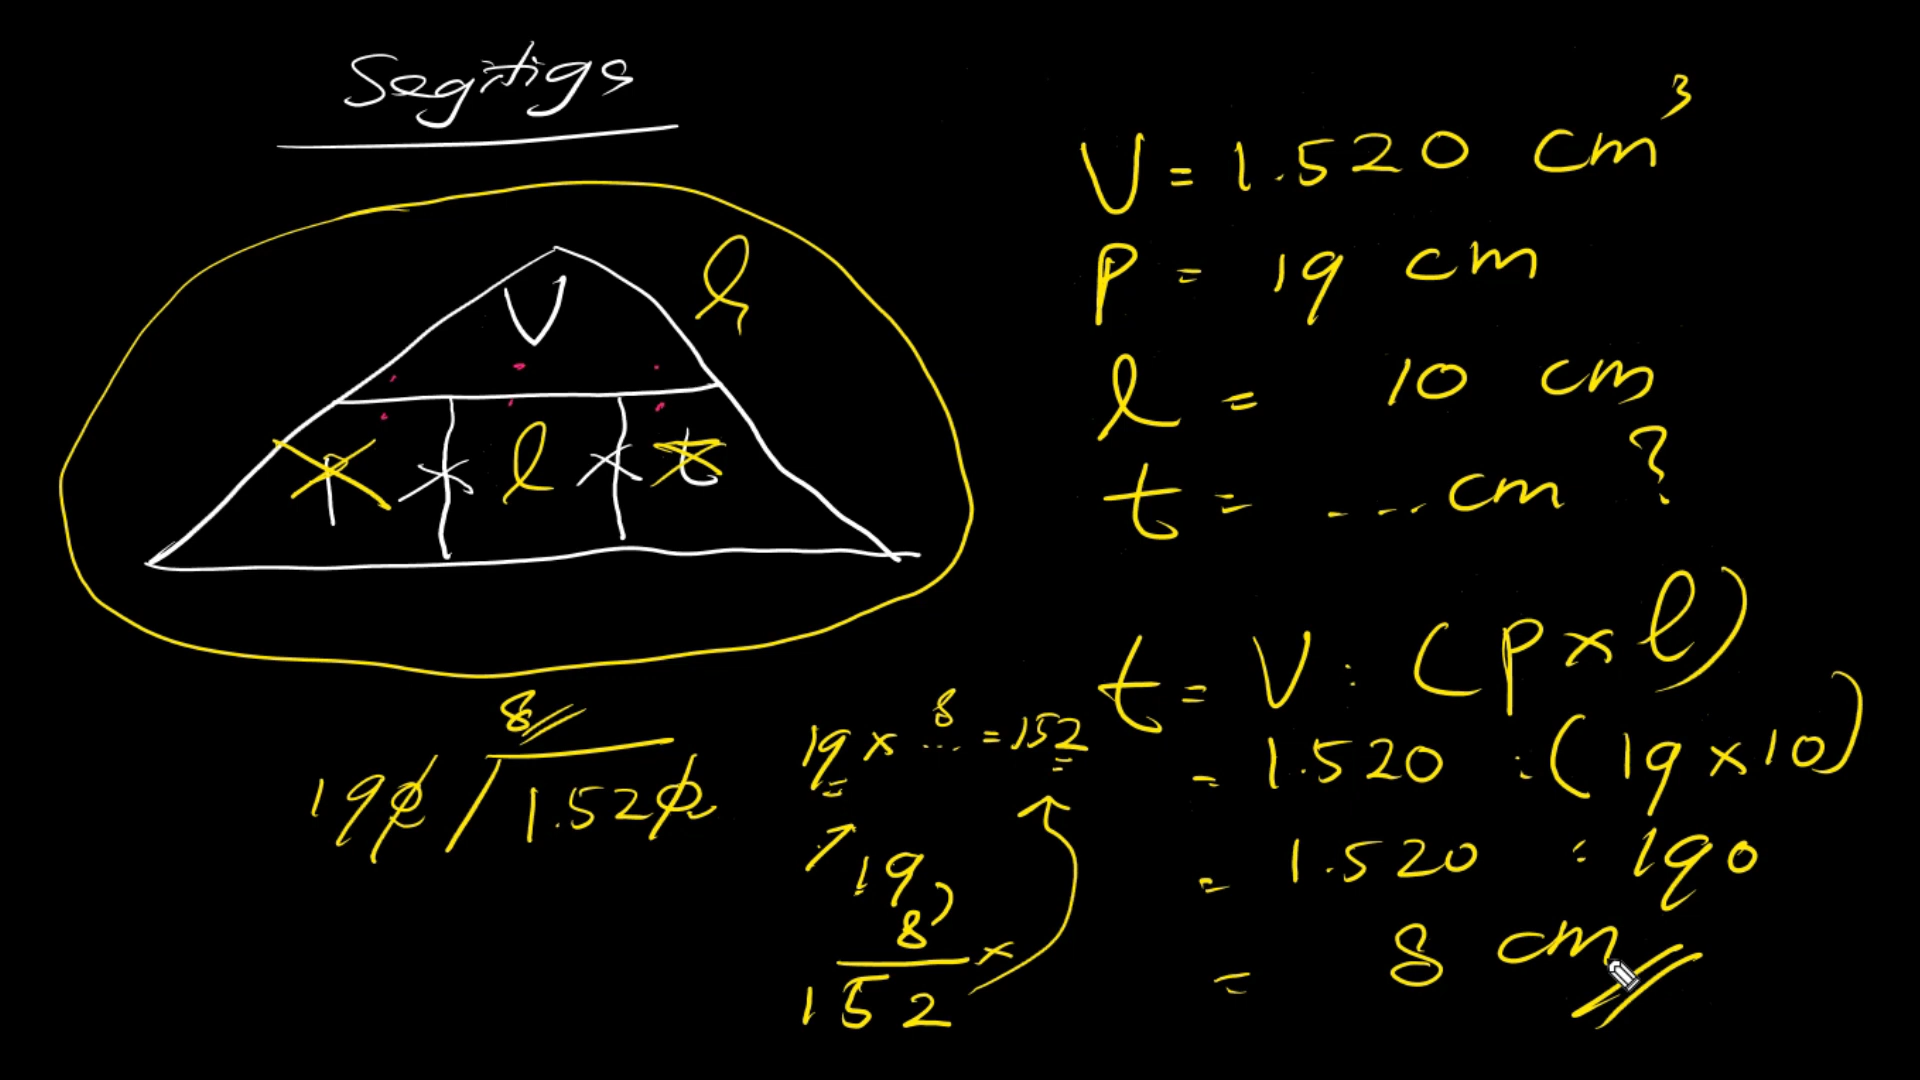 Segitiga
V
l
p × l × t
V = 1.520 cm³
P = 19 cm
l = 10 cm
t = ... cm ?
t = V : (p × l)
= 1.520 : (19 × 10)
= 1.520 : 190
= 8 cm
8
190 / 1.520
19 × 8 = 152
...
19
8
×
152